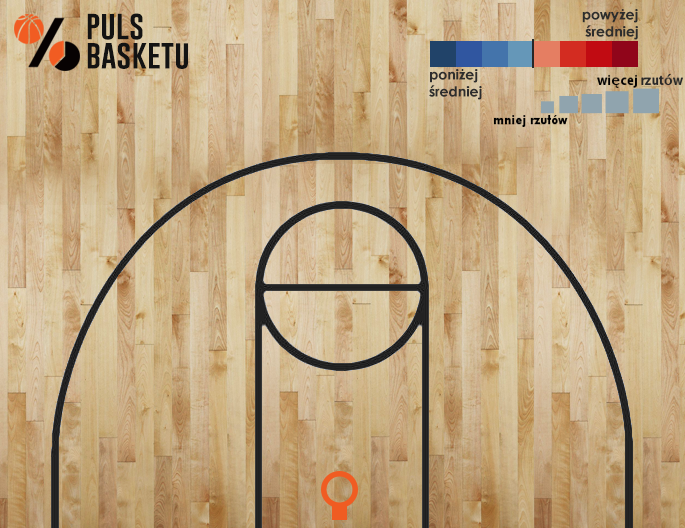 PULS
BASKETU
powyżej
średniej
poniżej
średniej
więcej rzutów
mniej rzutów